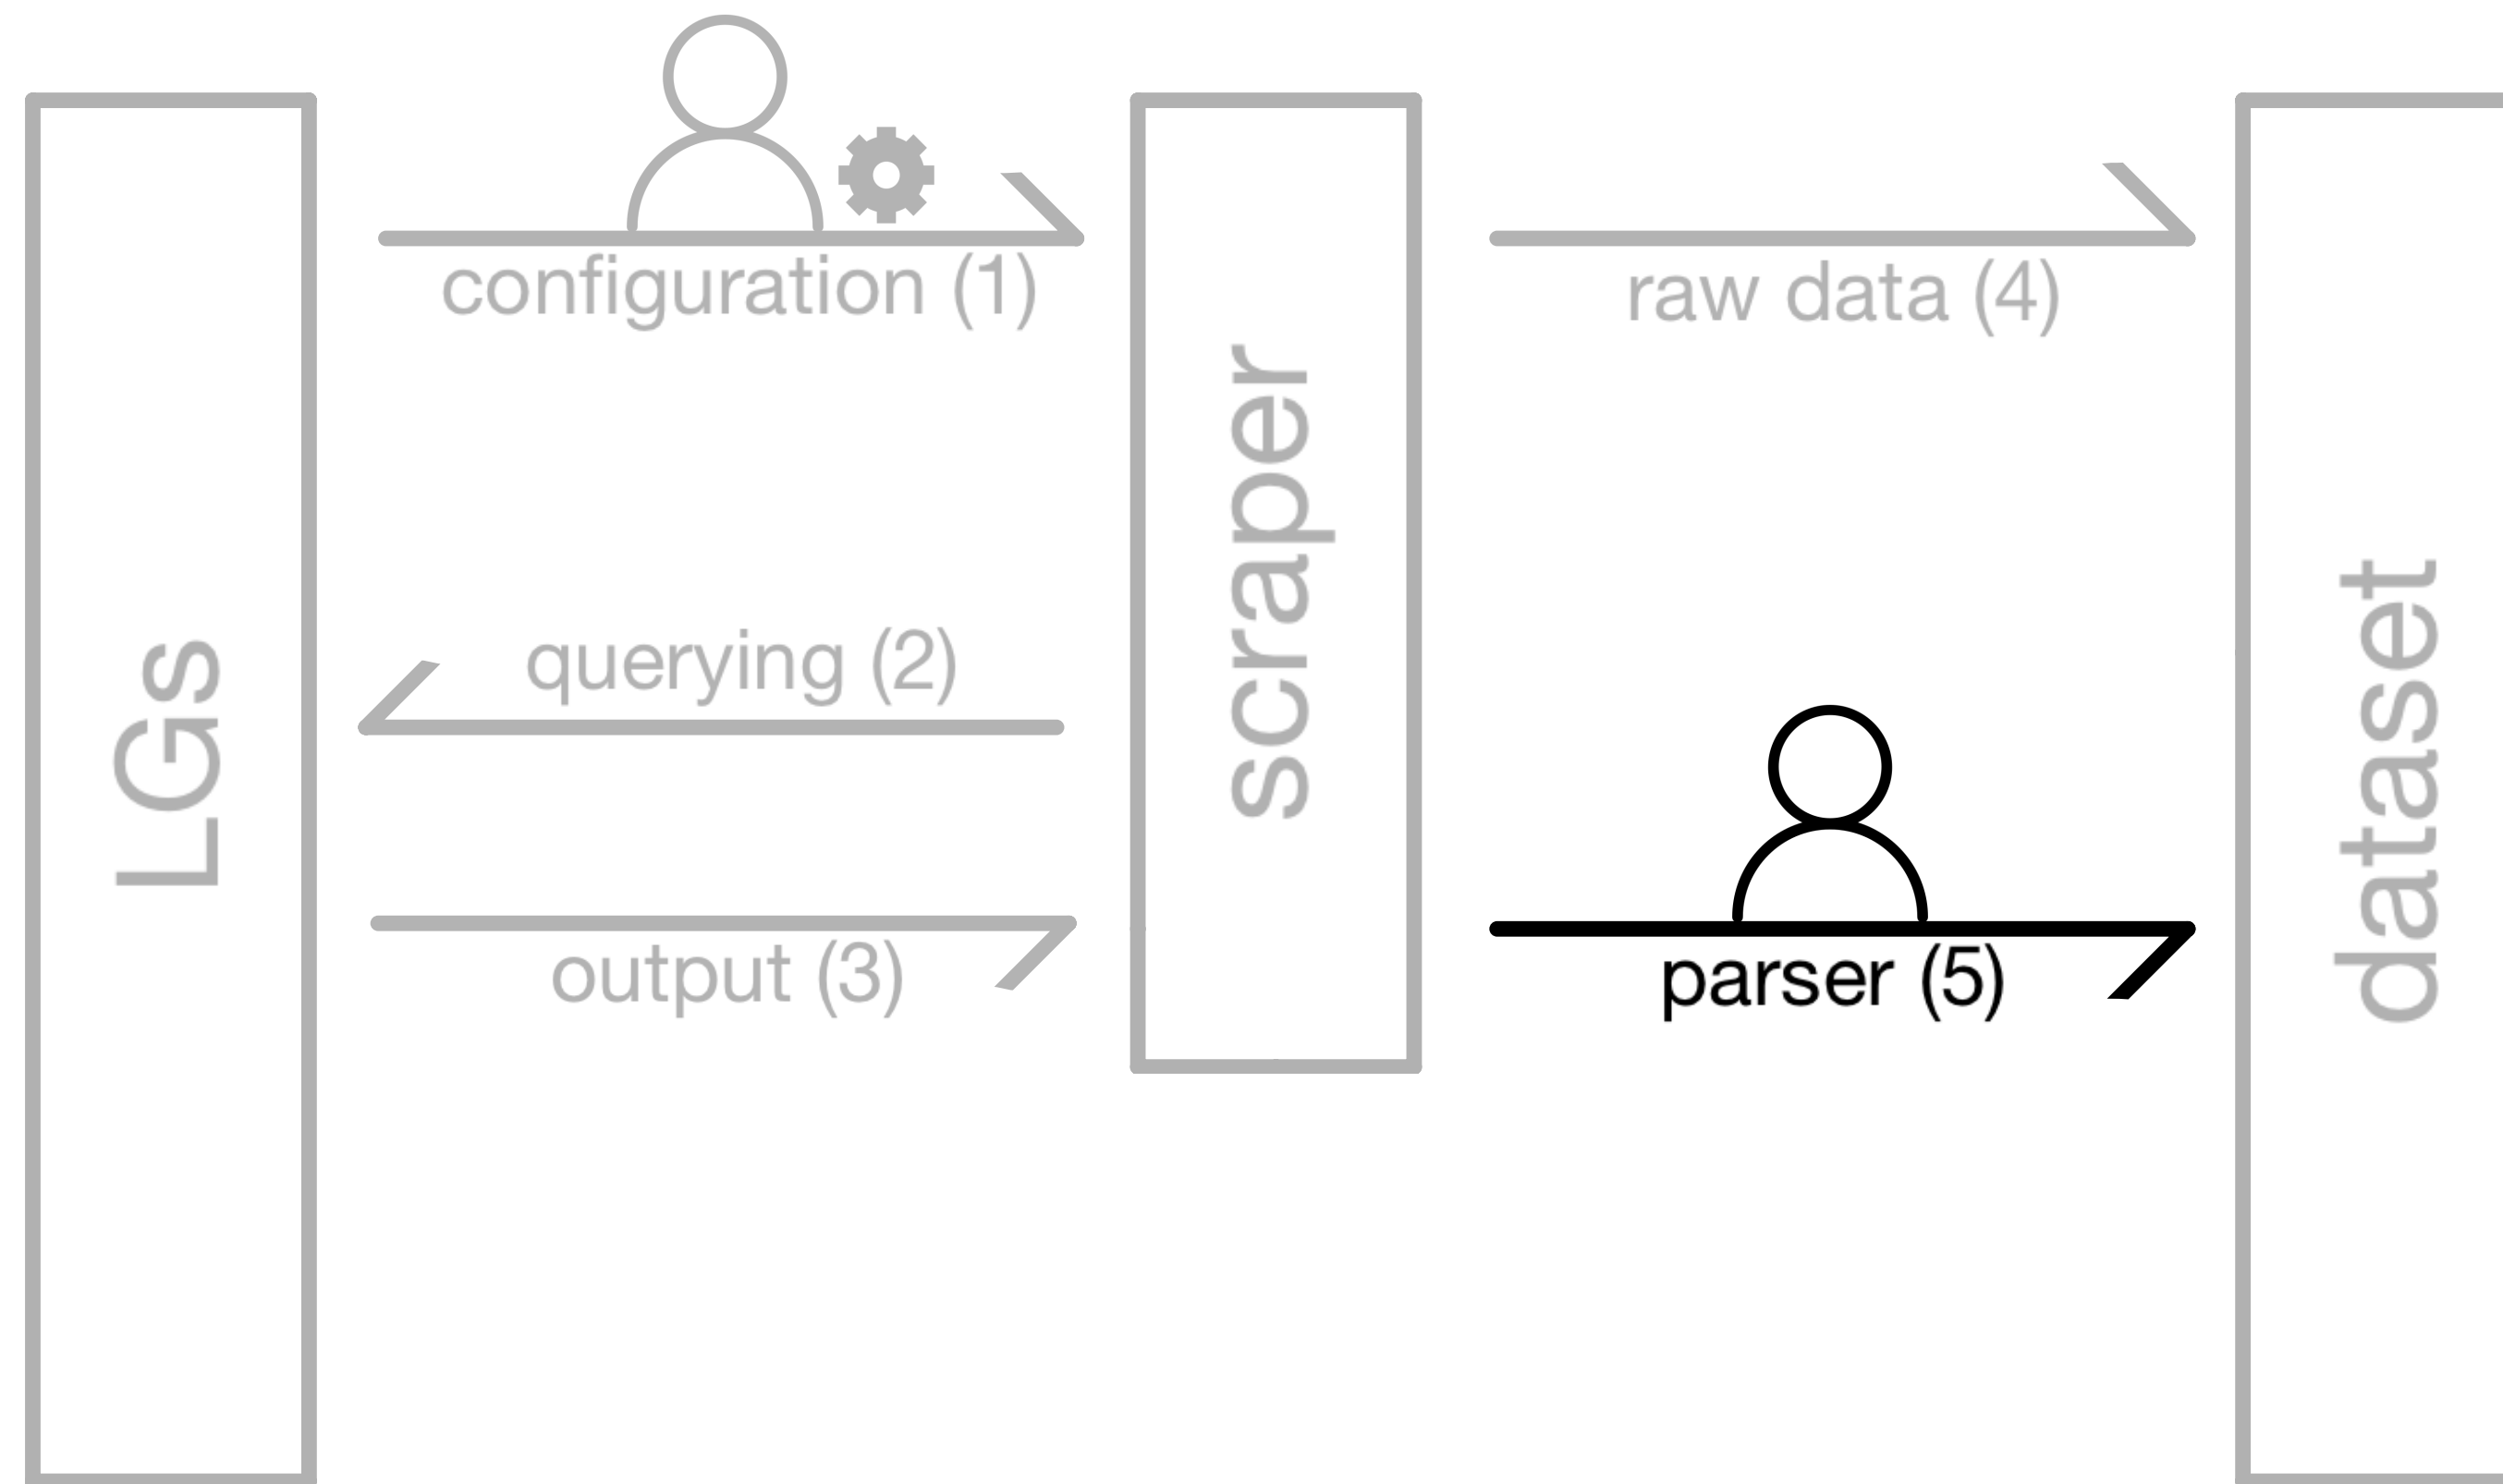 LGs
configuration (1)
querying (2)
output (3)
scraper
raw data (4)
parser (5)
dataset